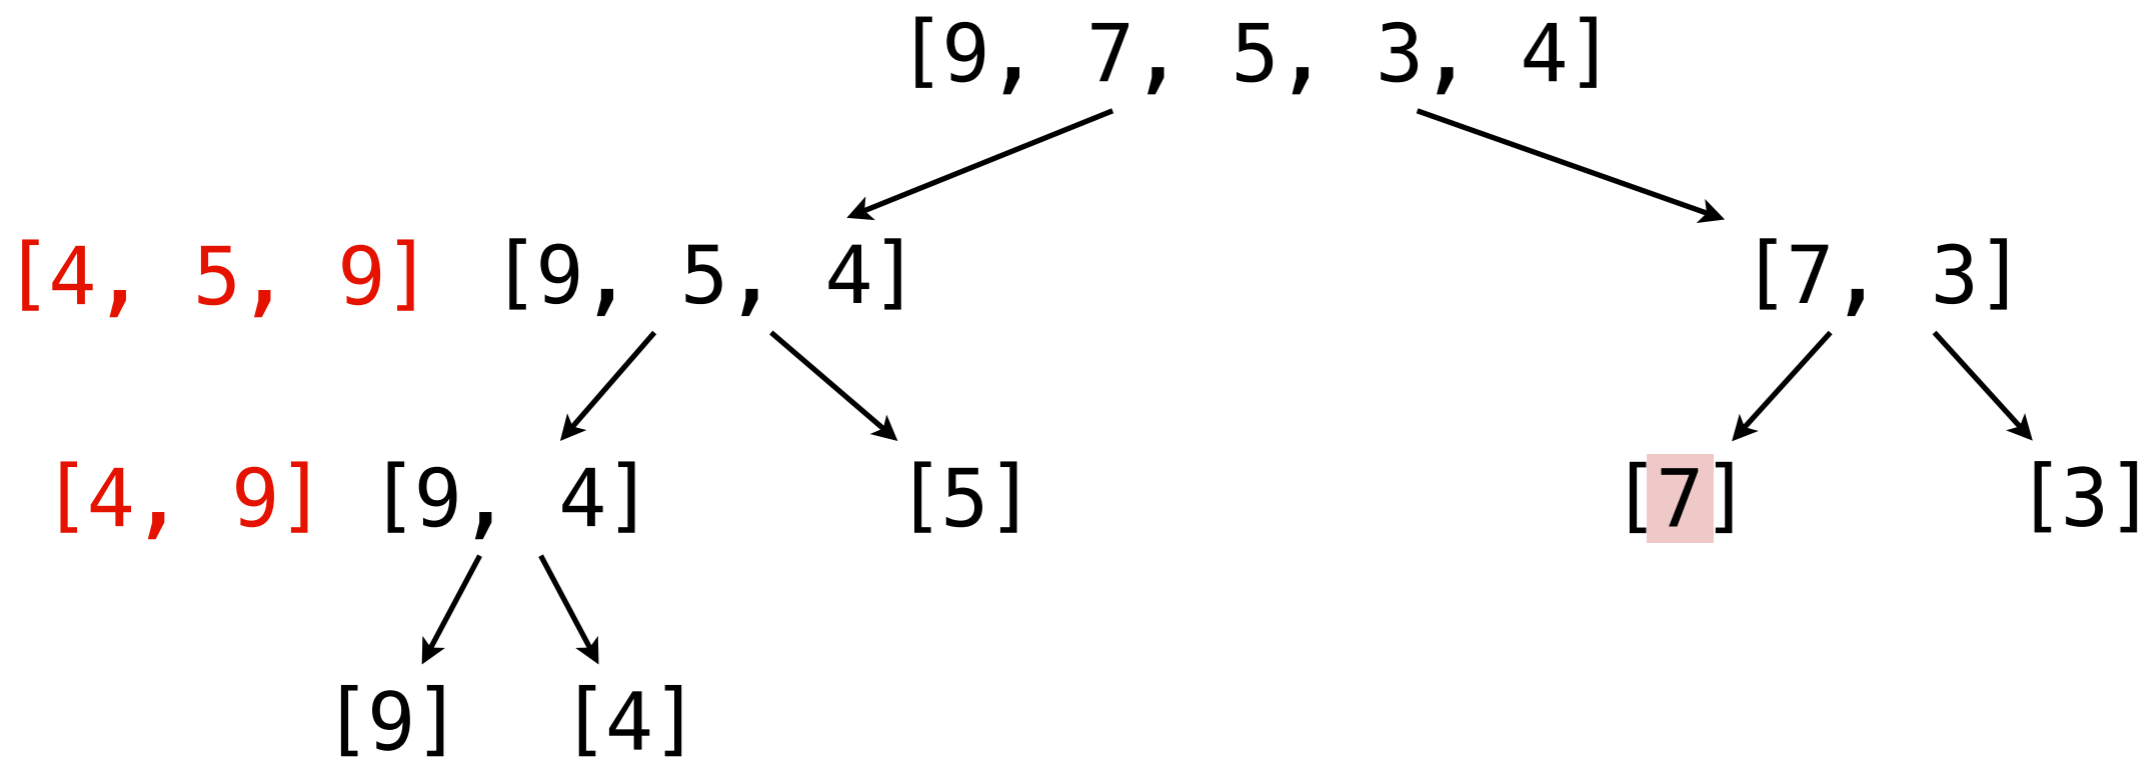 [9, 7, 5, 3, 4]
[4, 5, 9] [9, 5, 4] [7, 3]
[4, 9] [9, 4] [5] [7] [3]
[9] [4]